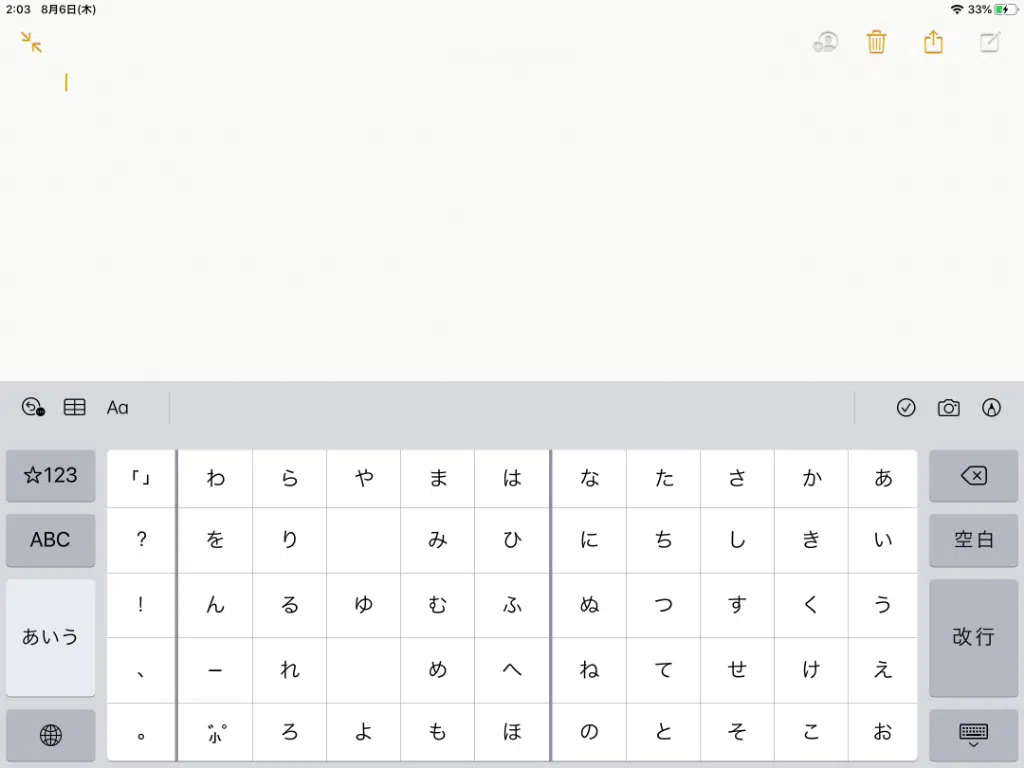 2:03 8月6日(木) 33%
Aa
☆123 「」 わ ら や ま は な た さ か あ
ABC ? を り み ひ に ち し き い 空白
あいう ! ん る ゆ む ふ ぬ つ す く う 改行
、 ー れ め へ ね て せ け え
。 ゛゜小 ろ よ も ほ の と そ こ お